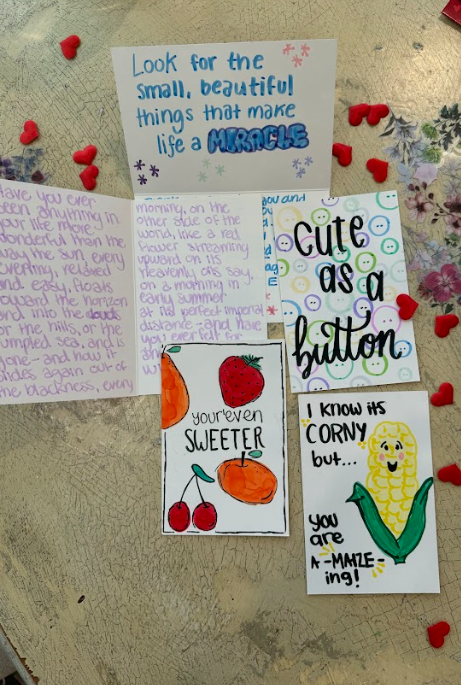 Look for the
small, beautiful
things that make
life a MIRACLE
Have you ever
seen anything in
your life more
wonderful than the
way the sun, every
evening, relaxed
and easy, floats
toward the horizon
and into the clouds
or the hills, or the
rumpled sea, and is
gone - and how it
slides again out of
the blackness, every
morning, on the
other side of the
world, like a red
flower streaming
upward on its
heavenly oils, say,
on a morning in
early summer
at its perfect imperial
distance - and have
you ever felt for
you and
cute
as a
button
your'even
SWEETER
I know its
CORNY
but...
you
are
A-MAIZE-
ing!